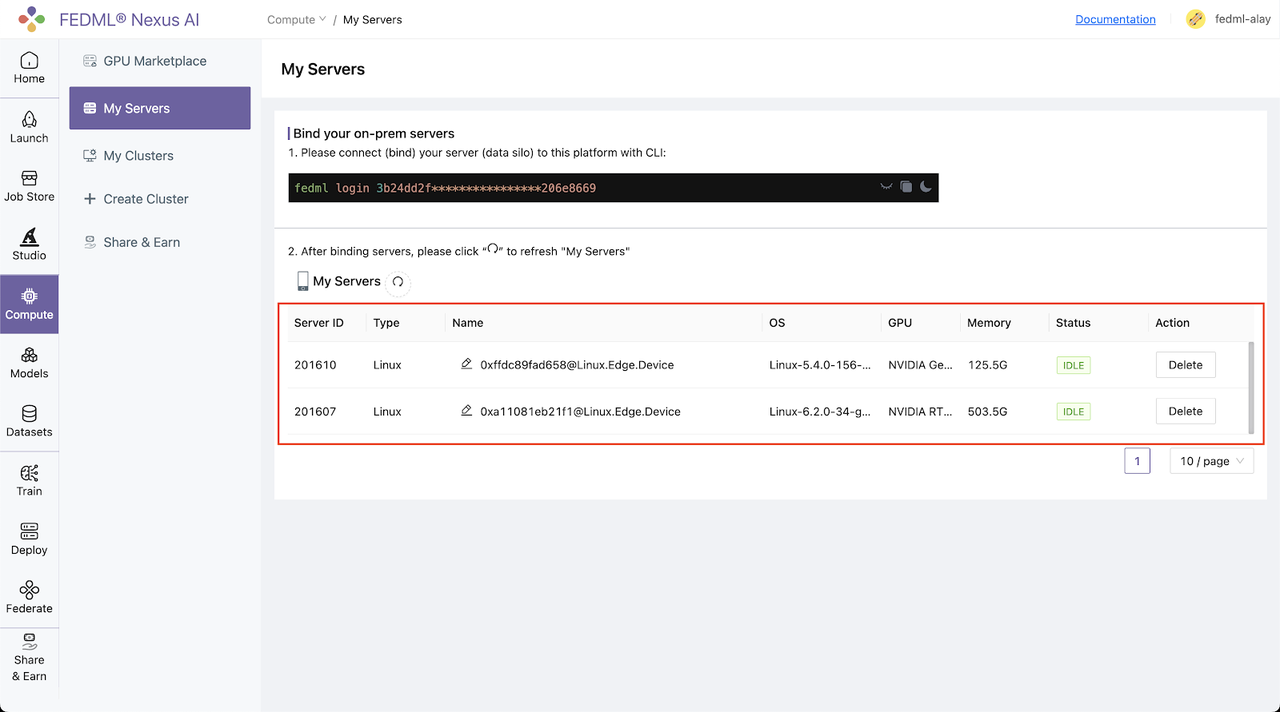 FEDML® Nexus AI
Compute / My Servers
Documentation
fedml-alay
Home
Launch
Job Store
Studio
Compute
Models
Datasets
Train
Deploy
Federate
Share
& Earn
GPU Marketplace
My Servers
My Clusters
+ Create Cluster
Share & Earn
My Servers
Bind your on-prem servers
1. Please connect (bind) your server (data silo) to this platform with CLI:
fedml login 3b24dd2f****************206e8669
2. After binding servers, please click “ ” to refresh "My Servers"
My Servers
Server ID Type Name OS GPU Memory Status Action
201610 Linux 0xffdc89fad658@Linux.Edge.Device Linux-5.4.0-156-... NVIDIA Ge... 125.5G IDLE Delete
201607 Linux 0xa11081eb21f1@Linux.Edge.Device Linux-6.2.0-34-g... NVIDIA RT... 503.5G IDLE Delete
1 10 / page